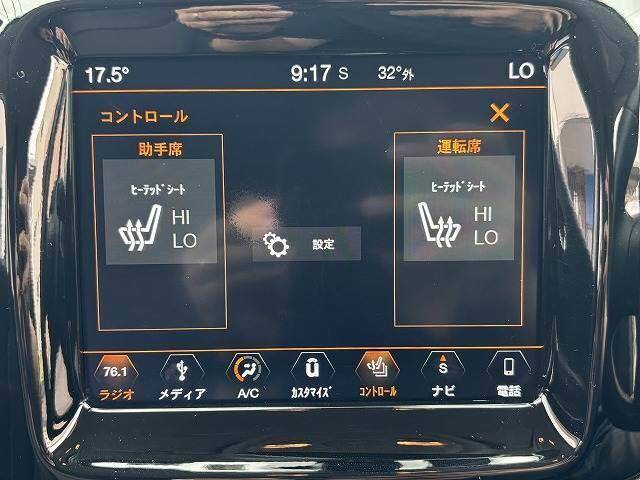 17.5° 9:17 S 32°外 LO
コントロール
助手席
ﾋｰﾃｯﾄﾞｼｰﾄ
HI
LO
設定
運転席
ﾋｰﾃｯﾄﾞｼｰﾄ
HI
LO
76.1 S
ラジオ メディア A/C ｶｽﾀﾏｲｽﾞ ｺﾝﾄﾛｰﾙ ナビ 電話